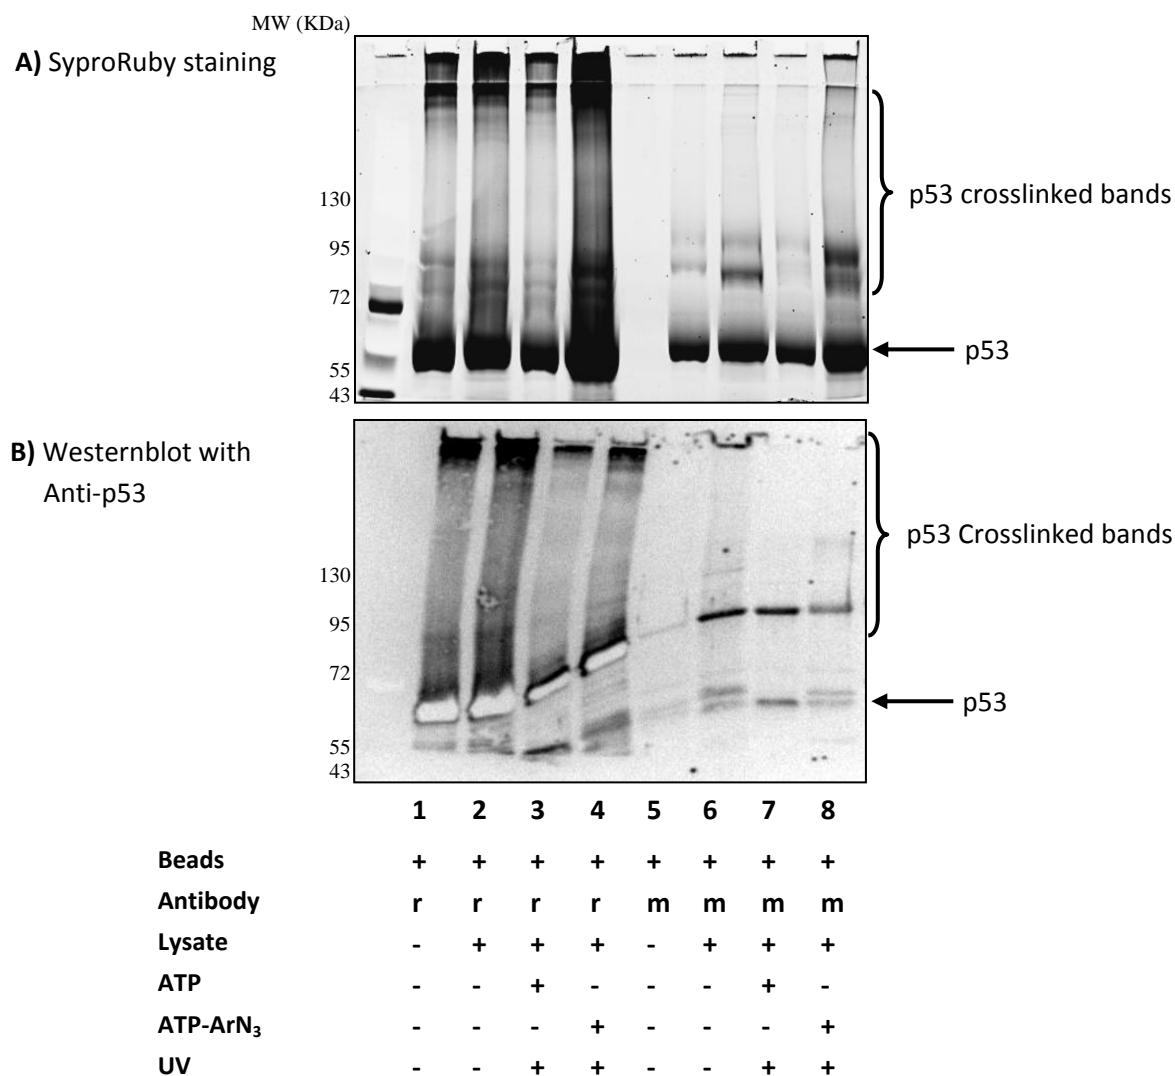 MW (KDa)
A) SyproRuby staining
130
95
72
55
43
p53 crosslinked bands
p53
B) Westernblot with
Anti-p53
130
95
72
55
43
p53 Crosslinked bands
p53
1 2 3 4 5 6 7 8
Beads + + + + + + + +
Antibody r r r r m m m m
Lysate - + + + - + + +
ATP - - + - - - + -
ATP-ArN₃ - - - + - - - +
UV - - + + - - + +